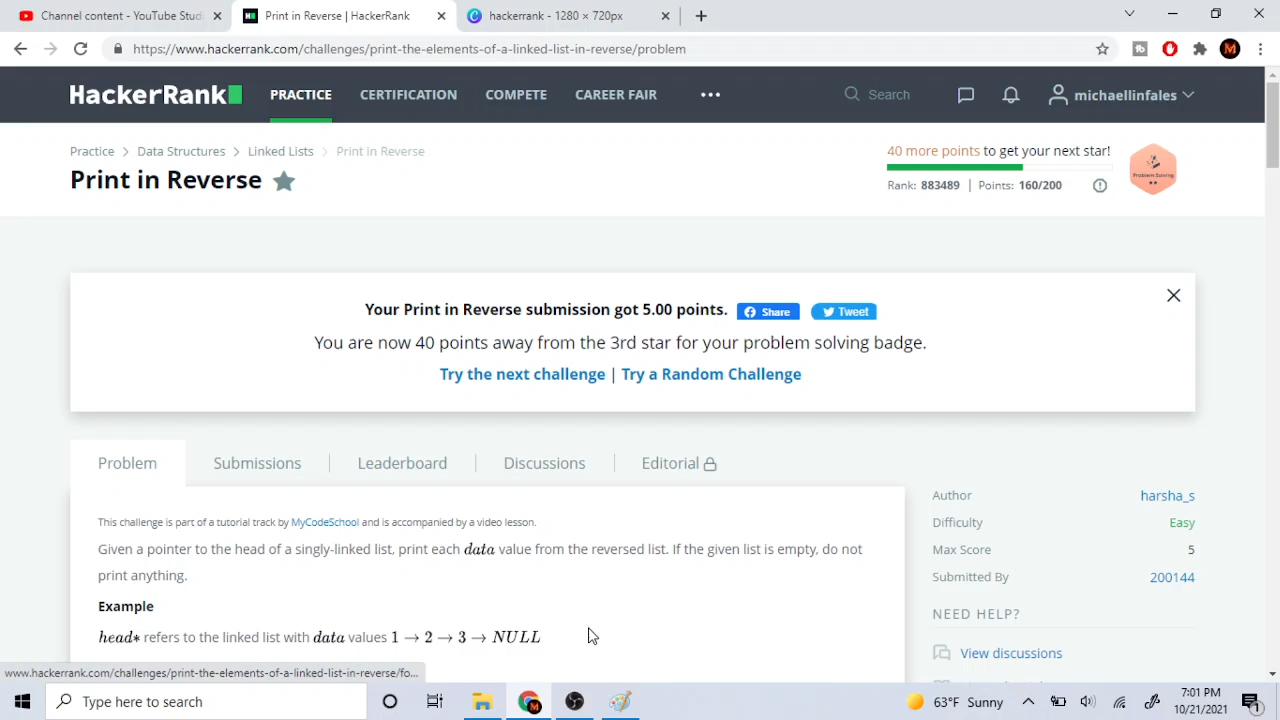 Channel content - YouTube Studi
Print in Reverse | HackerRank
hackerrank - 1280 × 720px
https://www.hackerrank.com/challenges/print-the-elements-of-a-linked-list-in-reverse/problem
HackerRank
PRACTICE
CERTIFICATION
COMPETE
CAREER FAIR
Search
michaellinfales
Practice > Data Structures > Linked Lists > Print in Reverse
Print in Reverse
40 more points to get your next star!
Rank: 883489 | Points: 160/200
Problem Solving
Your Print in Reverse submission got 5.00 points.
Share
Tweet
You are now 40 points away from the 3rd star for your problem solving badge.
Try the next challenge | Try a Random Challenge
Problem
Submissions
Leaderboard
Discussions
Editorial
This challenge is part of a tutorial track by MyCodeSchool and is accompanied by a video lesson.
Given a pointer to the head of a singly-linked list, print each data value from the reversed list. If the given list is empty, do not
print anything.
Example
head* refers to the linked list with data values 1 → 2 → 3 → NULL
Author harsha_s
Difficulty Easy
Max Score 5
Submitted By 200144
NEED HELP?
View discussions
www.hackerrank.com/challenges/print-the-elements-of-a-linked-list-in-reverse/fo...
Type here to search
63°F Sunny
7:01 PM
10/21/2021